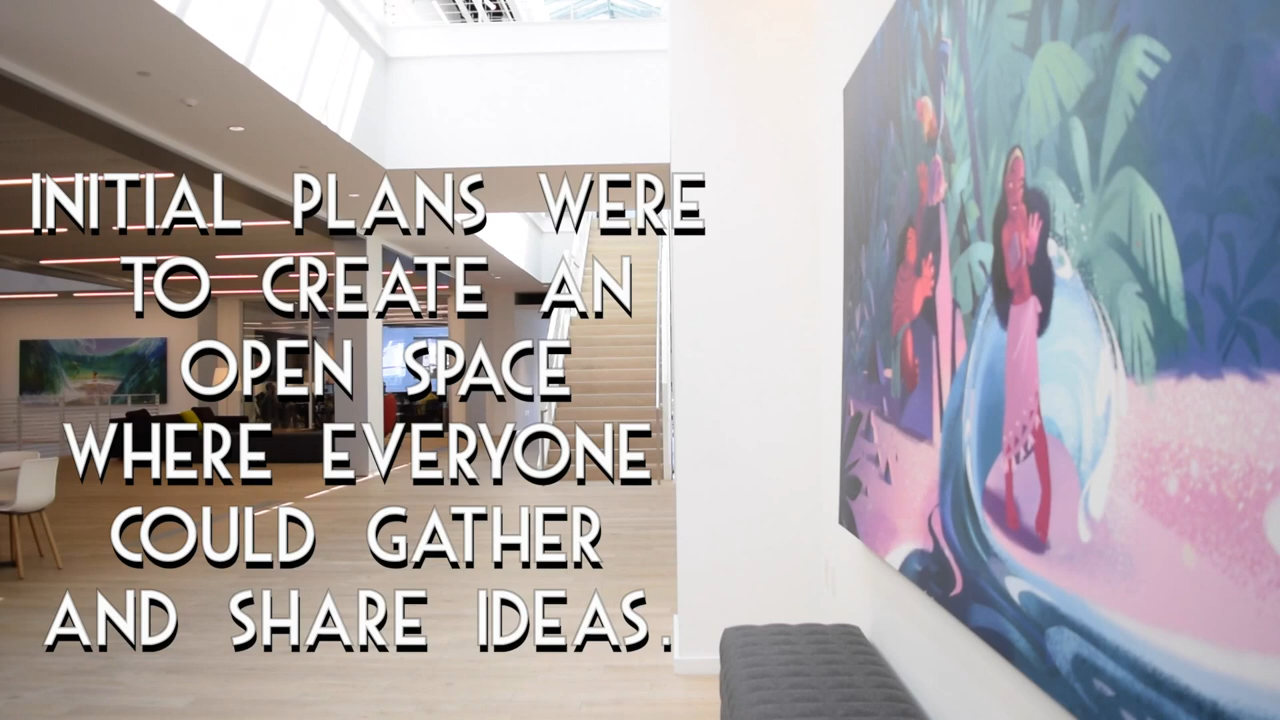 INITIAL PLANS WERE
TO CREATE AN
OPEN SPACE
WHERE EVERYONE
COULD GATHER
AND SHARE IDEAS.